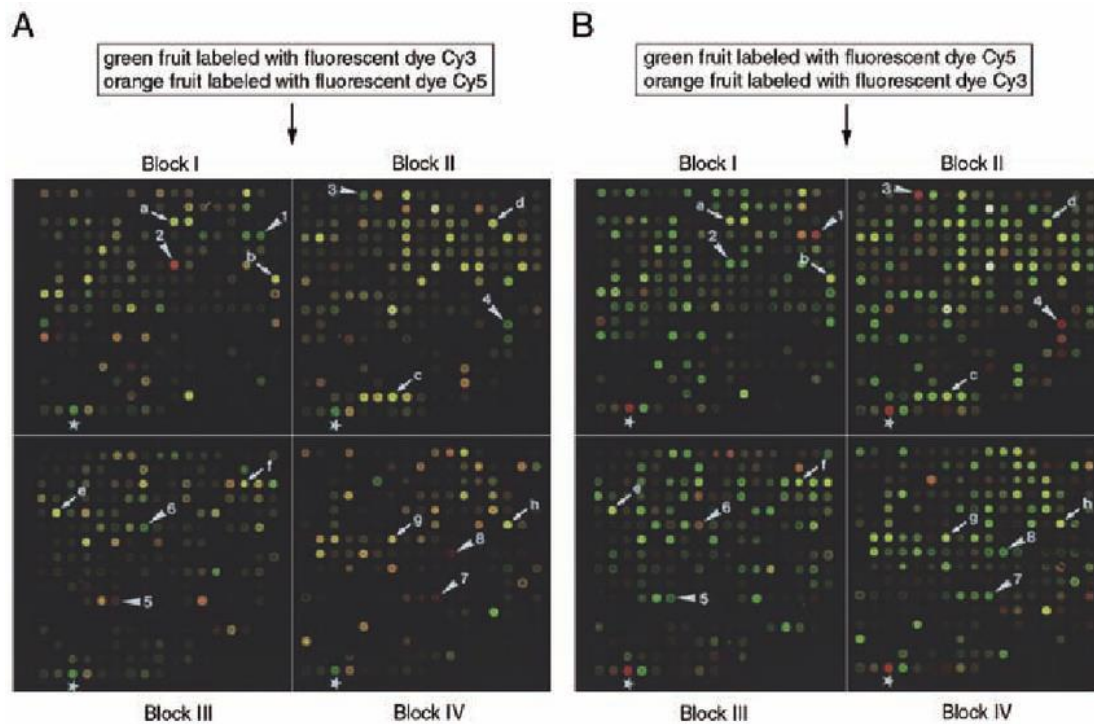 A
green fruit labeled with fluorescent dye Cy3
orange fruit labeled with fluorescent dye Cy5
Block I
Block II
3
a
d
1
2
b
4
c
e
f
6
g
h
8
5
7
Block III
Block IV
B
green fruit labeled with fluorescent dye Cy5
orange fruit labeled with fluorescent dye Cy3
Block I
Block II
3
a
d
1
2
b
4
c
e
f
6
g
h
8
5
7
Block III
Block IV